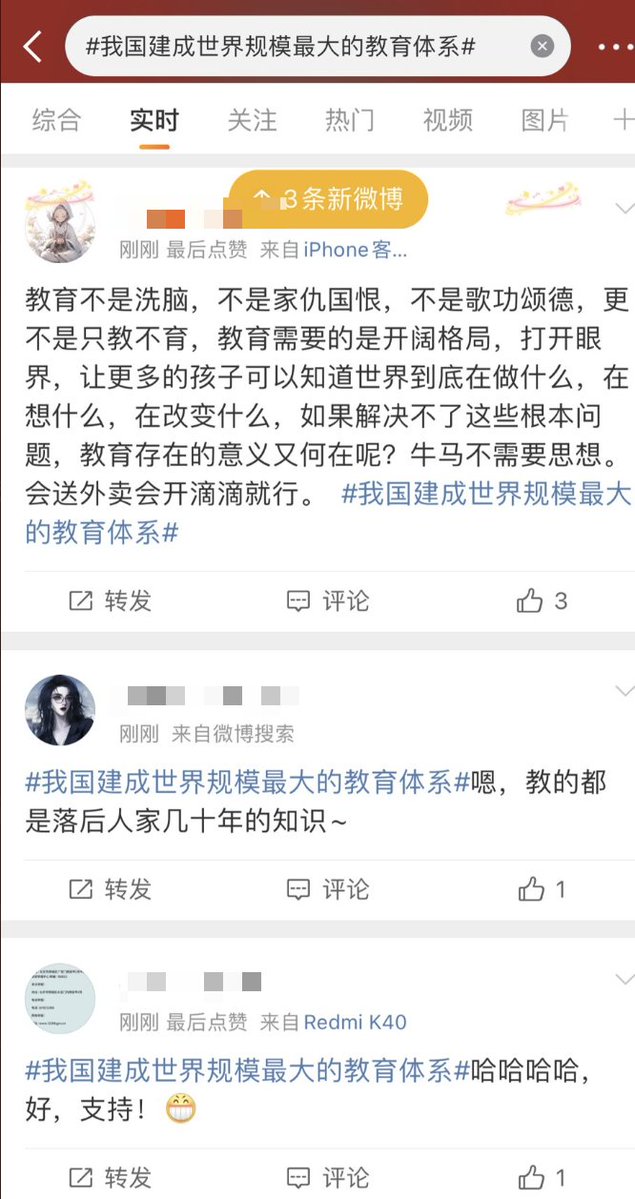 #我国建成世界规模最大的教育体系#
综合 实时 关注 热门 视频 图片
3条新微博
刚刚 最后点赞 来自iPhone客...
教育不是洗脑，不是家仇国恨，不是歌功颂德，更
不是只教不育，教育需要的是开阔格局，打开眼
界，让更多的孩子可以知道世界到底在做什么，在
想什么，在改变什么，如果解决不了这些根本问
题，教育存在的意义又何在呢？牛马不需要思想。
会送外卖会开滴滴就行。 #我国建成世界规模最大
的教育体系#
转发 评论 3
刚刚 来自微博搜索
#我国建成世界规模最大的教育体系#嗯，教的都
是落后人家几十年的知识～
转发 评论 1
刚刚 最后点赞 来自Redmi K40
#我国建成世界规模最大的教育体系#哈哈哈哈，
好，支持！
转发 评论 1